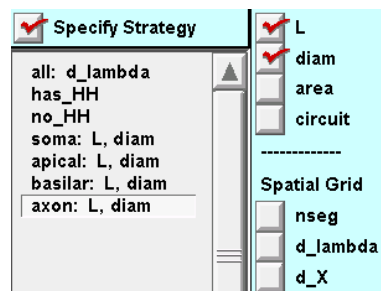 Specify Strategy
all: d_lambda
has_HH
no_HH
soma: L, diam
apical: L, diam
basilar: L, diam
axon: L, diam
L
diam
area
circuit
-------------
Spatial Grid
nseg
d_lambda
d_X